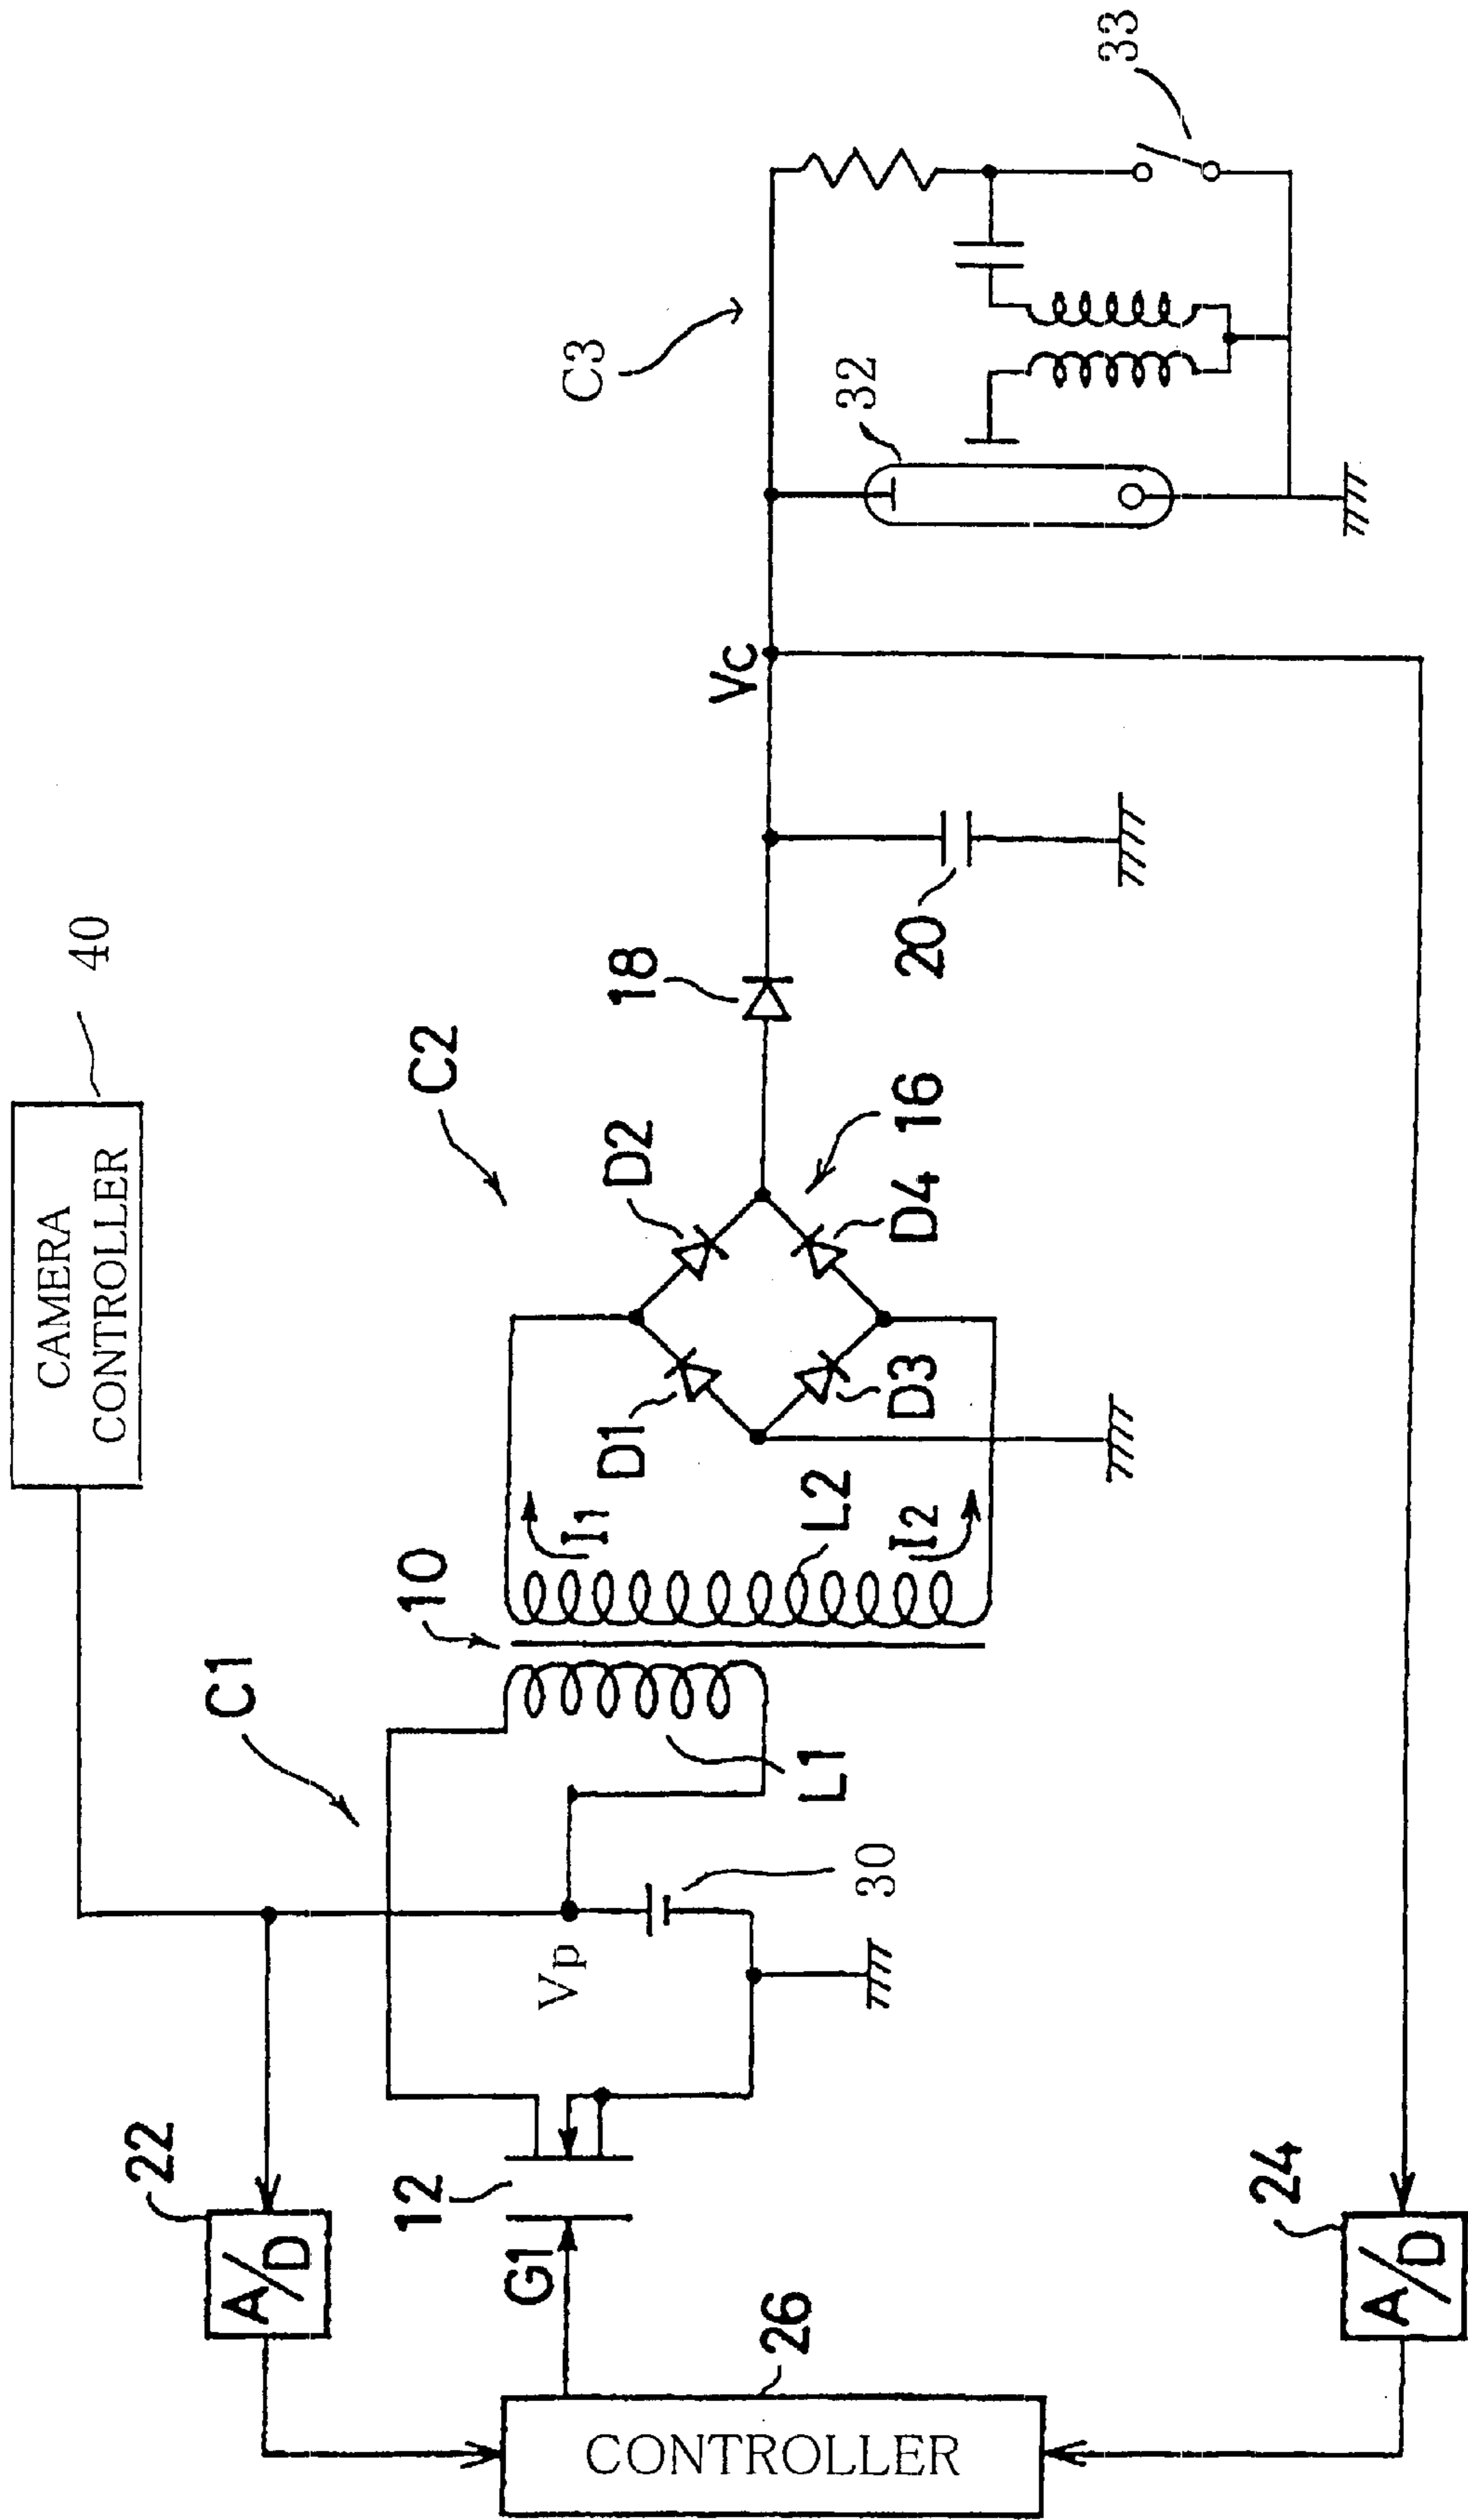 CAMERA
CONTROLLER
40
C1
10
C2
C3
33
22
A/D
12
G1
Vp
30
L1
L2
I1
I2
D1
D2
D3
D4
16
18
20
Vc
32
26
CONTROLLER
24
A/D